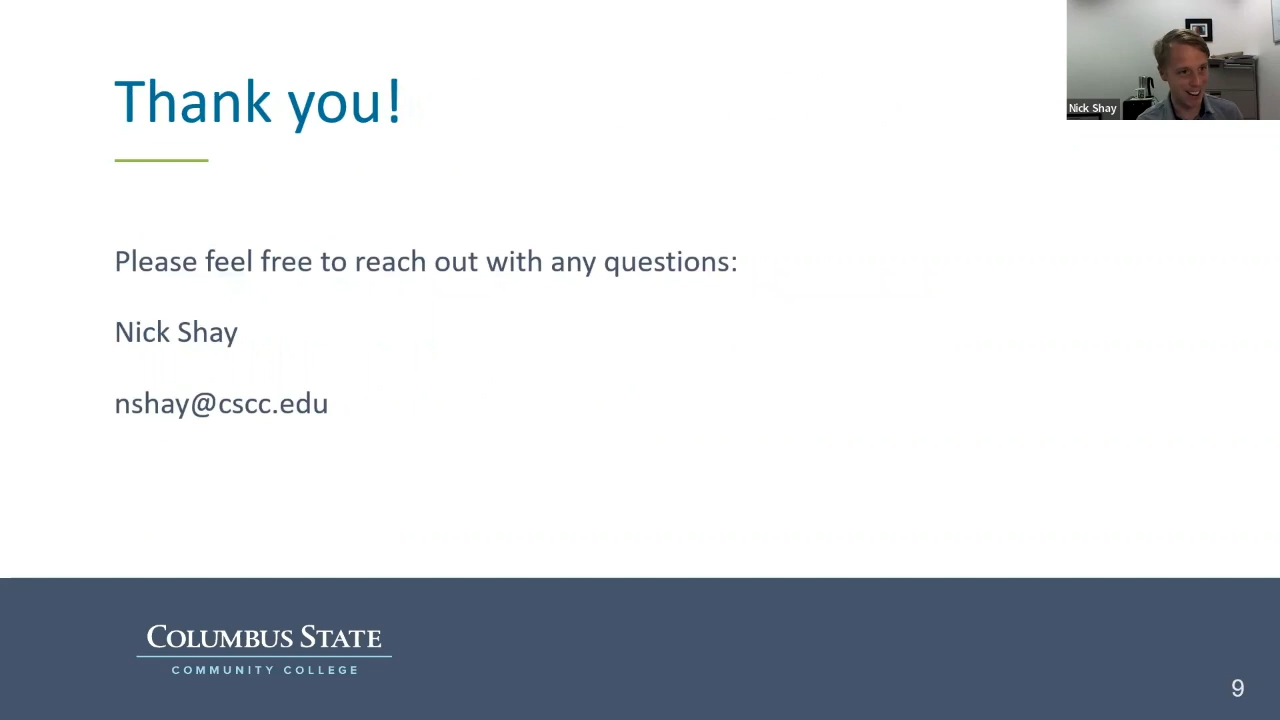 Thank you!
Nick Shay
Please feel free to reach out with any questions:
Nick Shay
nshay@cscc.edu
COLUMBUS STATE
COMMUNITY COLLEGE
9